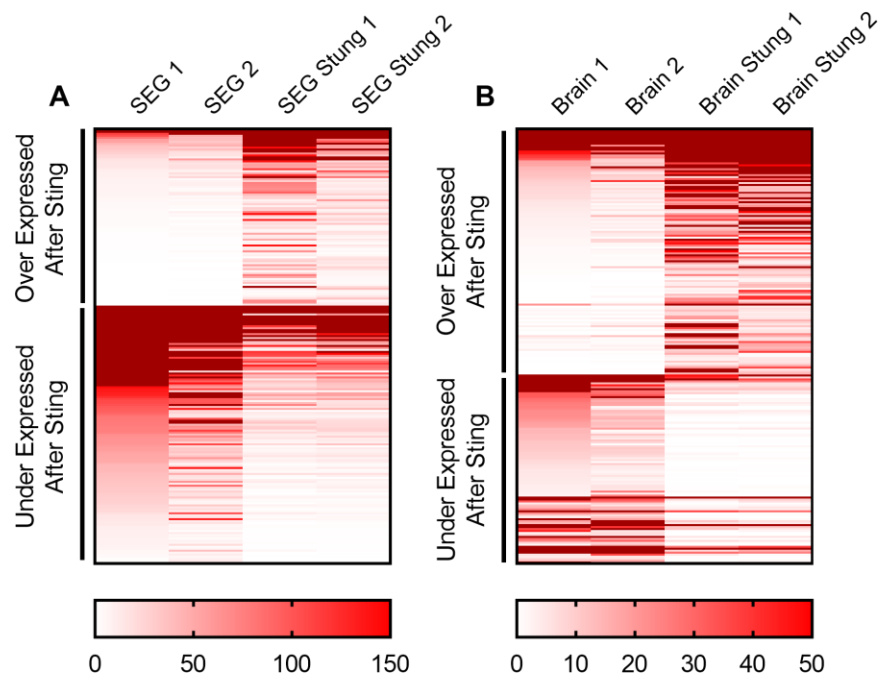 A
SEG 1
SEG 2
SEG Stung 1
SEG Stung 2
Over Expressed
After Sting
Under Expressed
After Sting
0 50 100 150
B
Brain 1
Brain 2
Brain Stung 1
Brain Stung 2
Over Expressed
After Sting
Under Expressed
After Sting
0 10 20 30 40 50